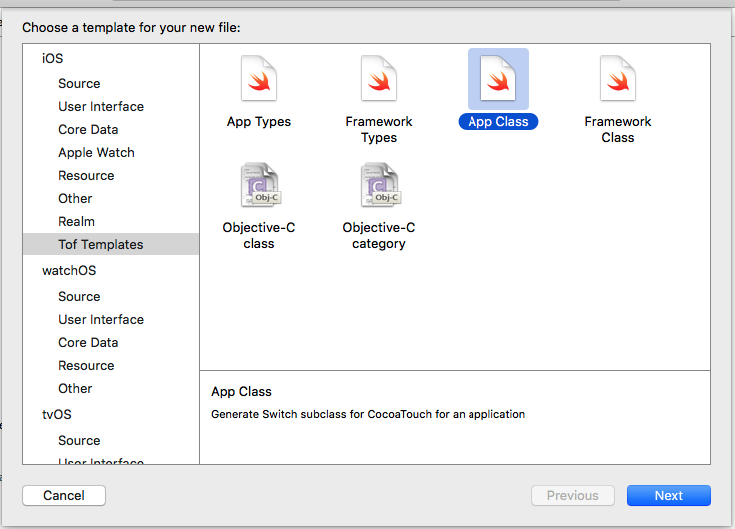 Choose a template for your new file:
iOS
Source
User Interface
Core Data
Apple Watch
Resource
Other
Realm
Tof Templates
watchOS
Source
User Interface
Core Data
Resource
Other
tvOS
Source
User Interface
App Types
Framework
Types
App Class
Framework
Class
Objective-C
class
Objective-C
category
C
Obj-C
C
Obj-C
App Class
Generate Switch subclass for CocoaTouch for an application
Cancel
Previous
Next